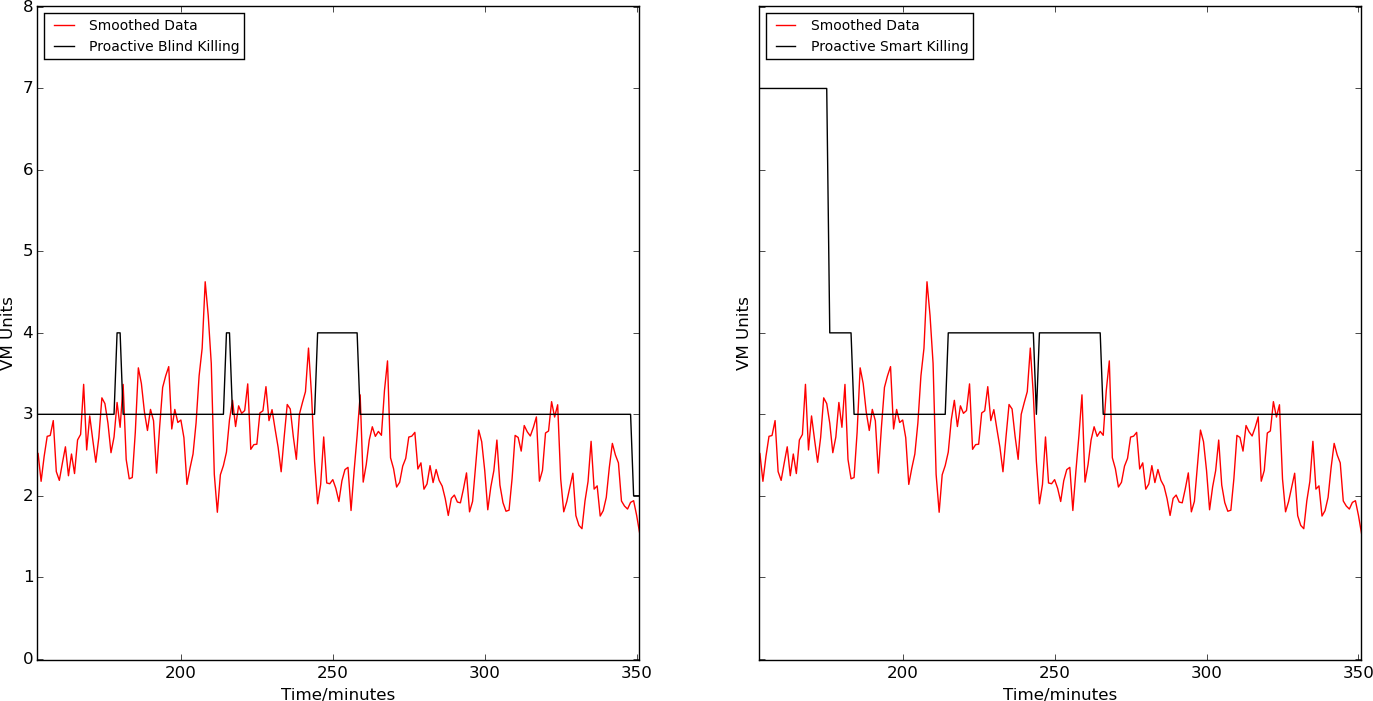 Smoothed Data
Proactive Blind Killing
8
7
6
5
4
3
2
1
0
VM Units
200
250
300
350
Time/minutes
Smoothed Data
Proactive Smart Killing
VM Units
200
250
300
350
Time/minutes